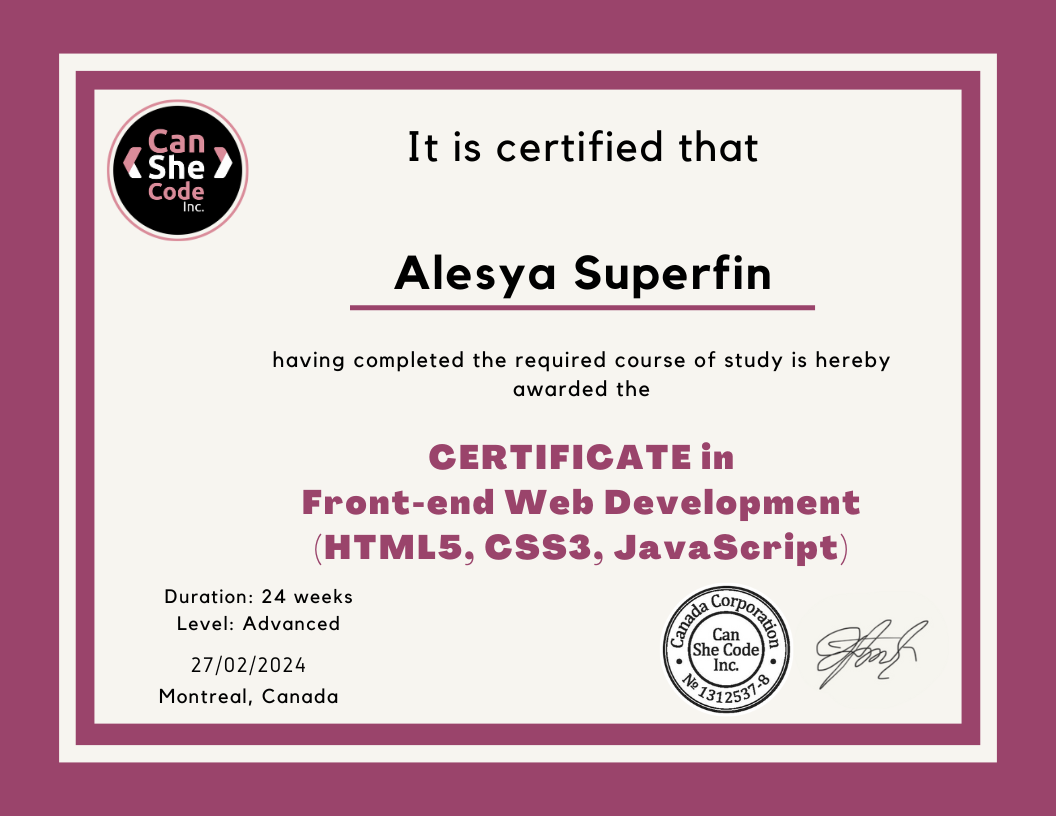 Can
She
Code
Inc.
It is certified that
Alesya Superfin
having completed the required course of study is hereby
awarded the
CERTIFICATE in
Front-end Web Development
(HTML5, CSS3, JavaScript)
Duration: 24 weeks
Level: Advanced
27/02/2024
Montreal, Canada
Canada Corporation
Can
She Code
Inc.
• № 1312537-8 •